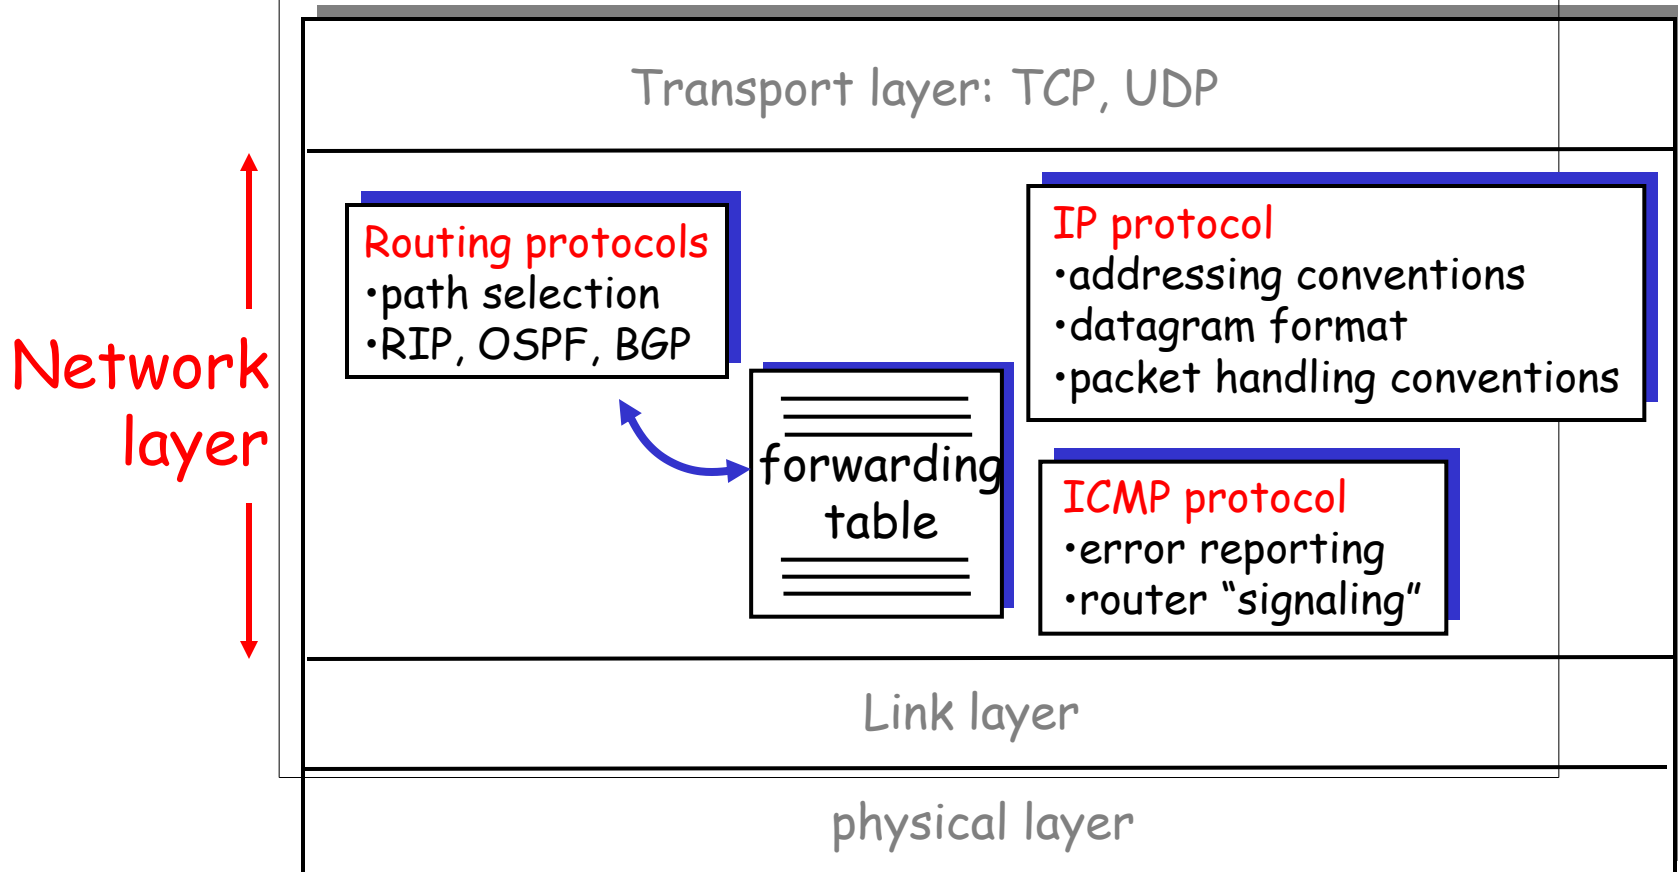 Transport layer: TCP, UDP
Network
layer
Routing protocols
•path selection
•RIP, OSPF, BGP
forwarding
table
IP protocol
•addressing conventions
•datagram format
•packet handling conventions
ICMP protocol
•error reporting
•router “signaling”
Link layer
physical layer